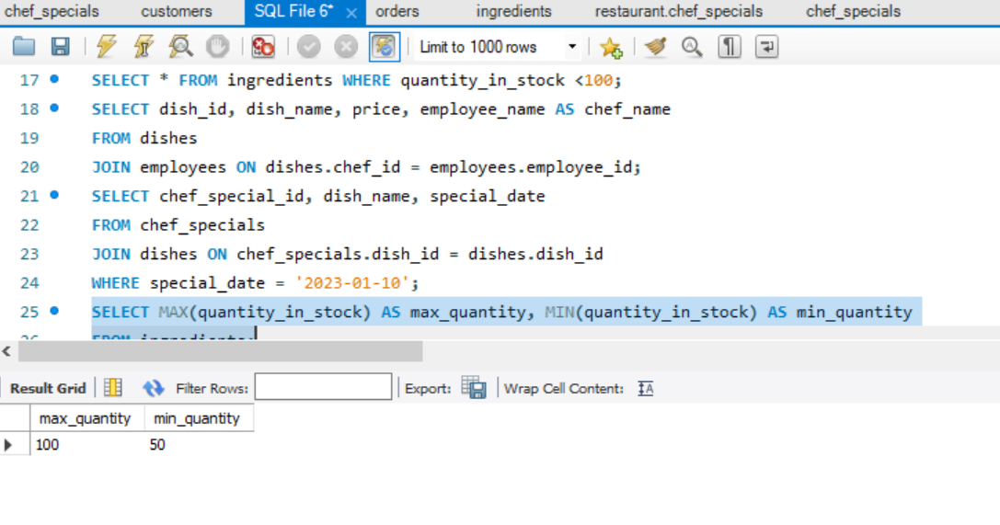 chef_specials customers SQL File 6* × orders ingredients restaurant.chef_specials chef_specials
Limit to 1000 rows
17 SELECT * FROM ingredients WHERE quantity_in_stock <100;
18 SELECT dish_id, dish_name, price, employee_name AS chef_name
19 FROM dishes
20 JOIN employees ON dishes.chef_id = employees.employee_id;
21 SELECT chef_special_id, dish_name, special_date
22 FROM chef_specials
23 JOIN dishes ON chef_specials.dish_id = dishes.dish_id
24 WHERE special_date = '2023-01-10';
25 SELECT MAX(quantity_in_stock) AS max_quantity, MIN(quantity_in_stock) AS min_quantity
26 FROM ingredients;
Result Grid Filter Rows: Export: Wrap Cell Content: IA
max_quantity min_quantity
100 50